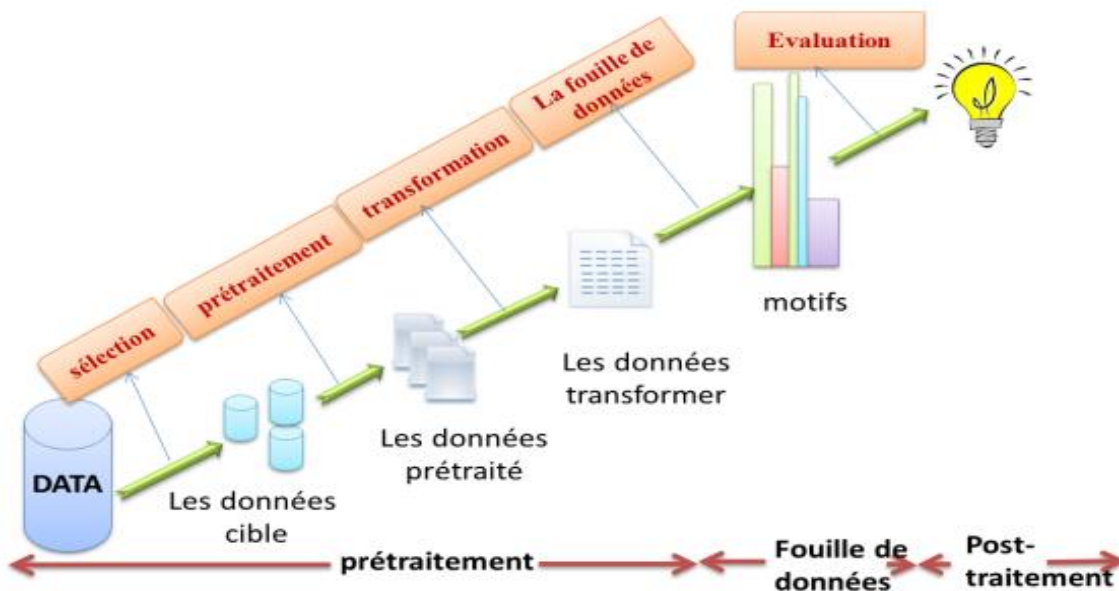 Evaluation
La fouille de
données
transformation
prétraitement
sélection
DATA
Les données
cible
Les données
prétraité
Les données
transformer
motifs
prétraitement
Fouille de
données
Post-
traitement